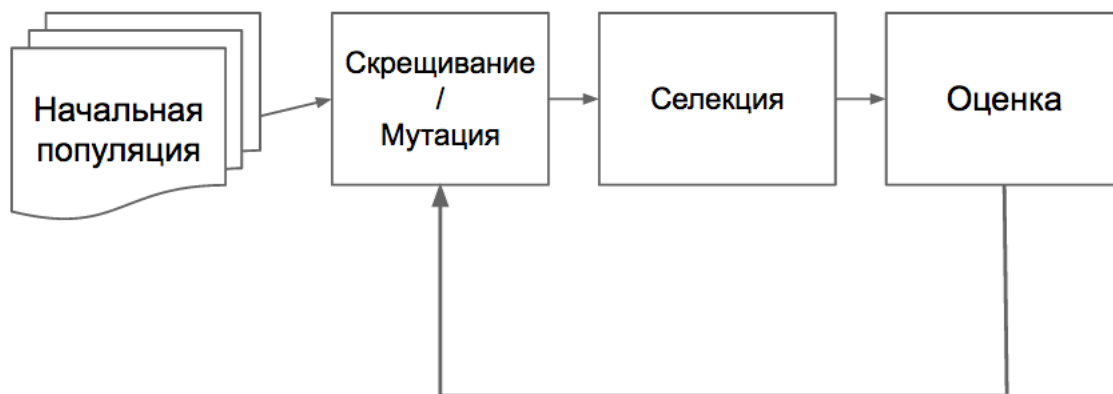 Начальная
популяция
Скрещивание
/
Мутация
Селекция
Оценка